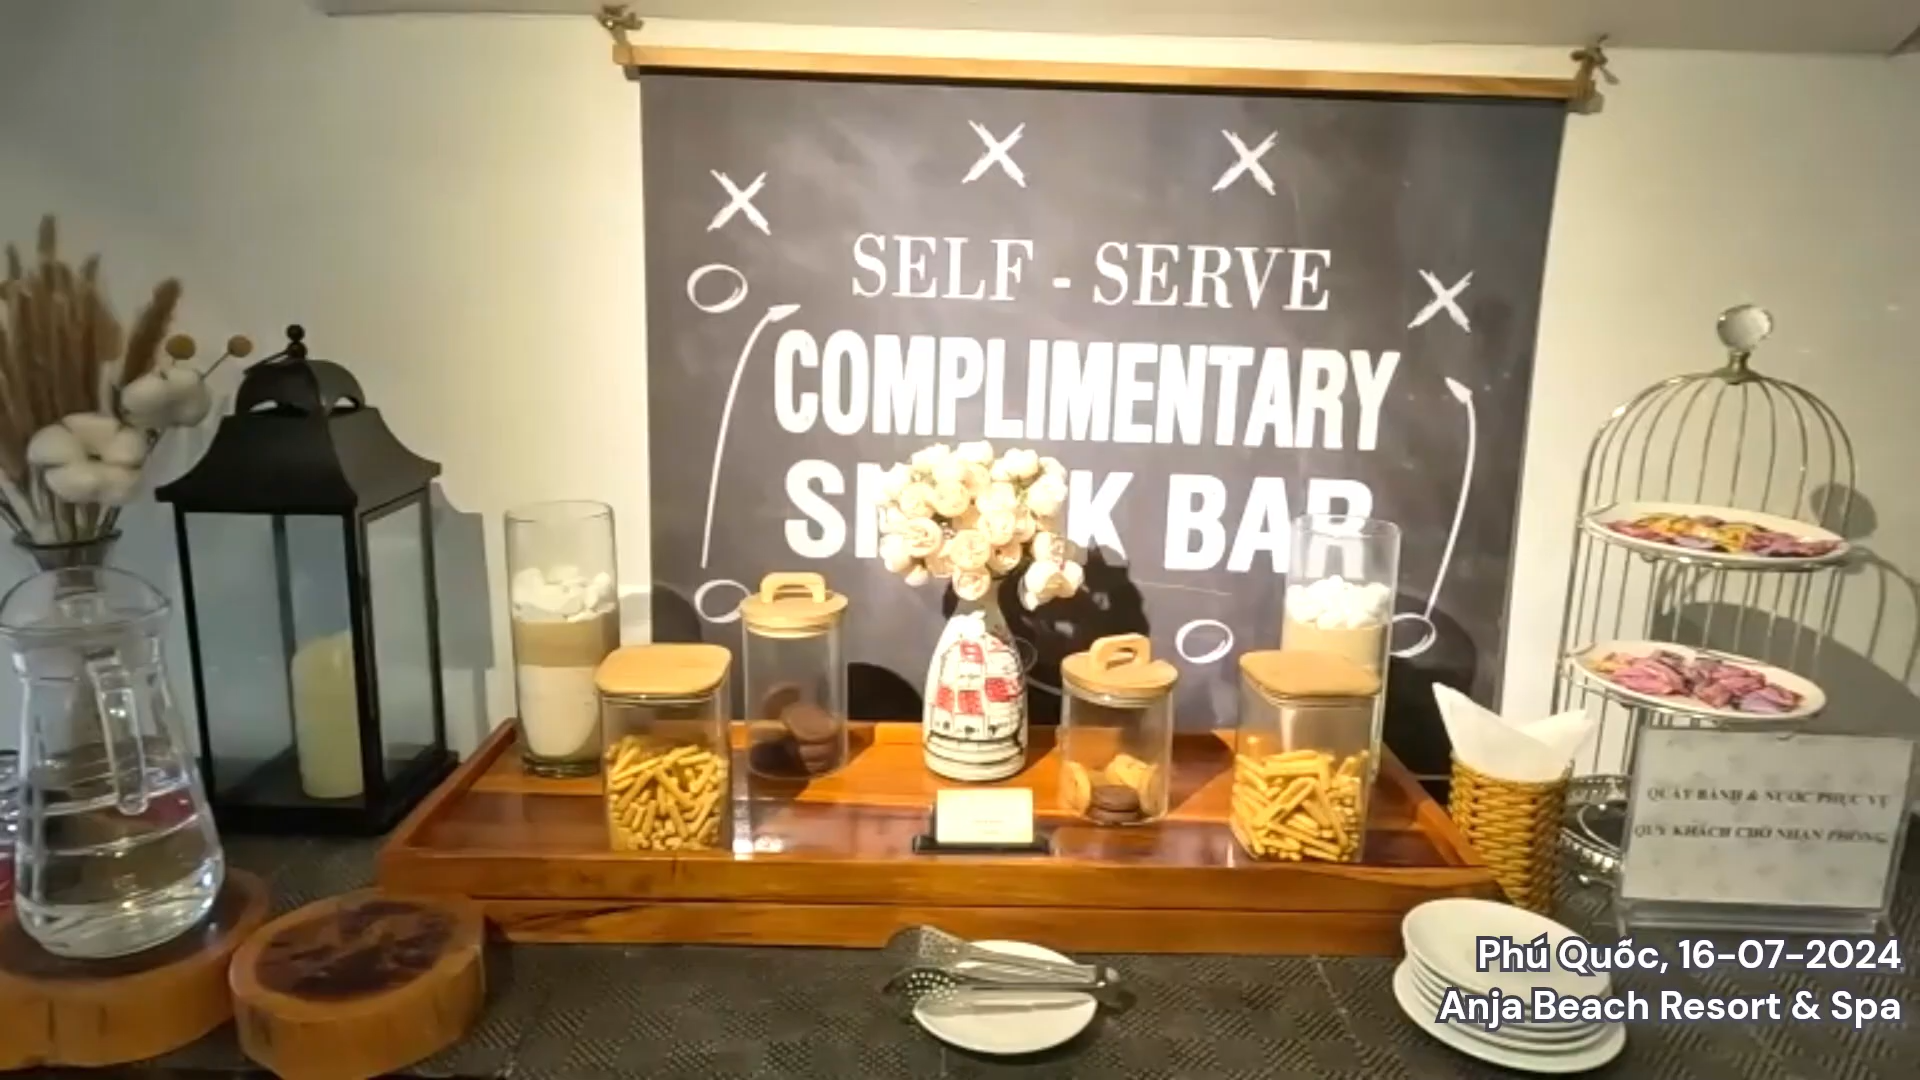 SELF - SERVE
COMPLIMENTARY
SNACK BAR
QUẦY BÁNH & NƯỚC PHỤC VỤ
QUÝ KHÁCH CHỜ NHẬN PHÒNG
Phú Quốc, 16-07-2024
Anja Beach Resort & Spa